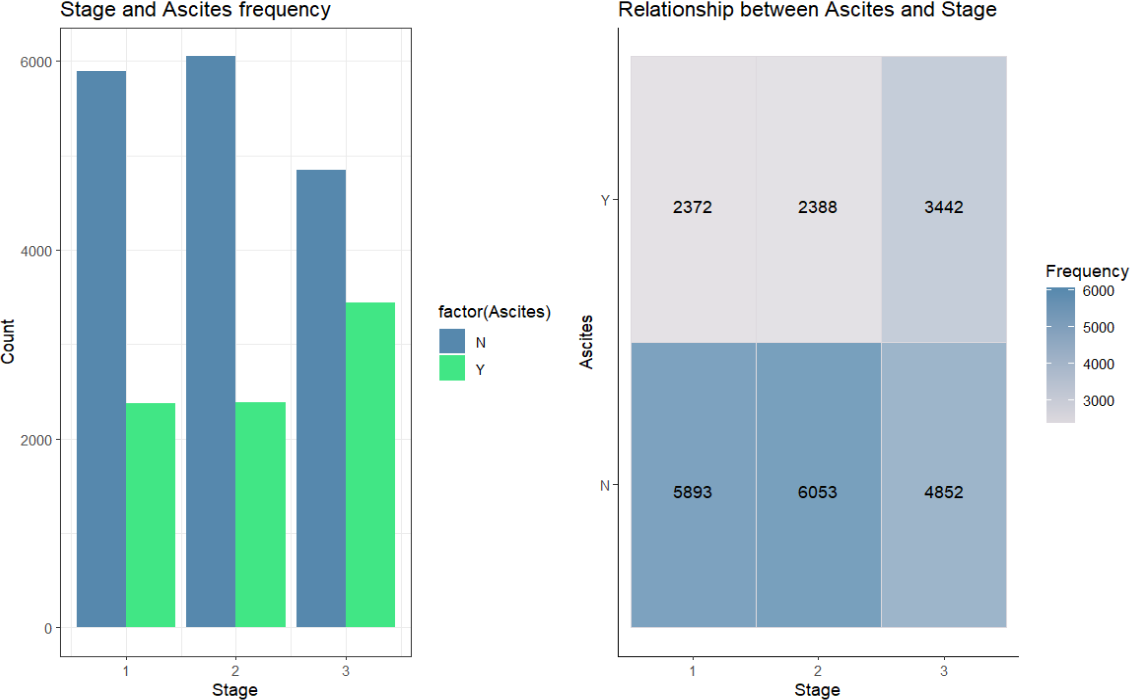 Stage and Ascites frequency
6000
4000
2000
0
Count
1 2 3
Stage
factor(Ascites)
N
Y
Relationship between Ascites and Stage
Y
N
Ascites
2372 2388 3442
5893 6053 4852
1 2 3
Stage
Frequency
6000
5000
4000
3000